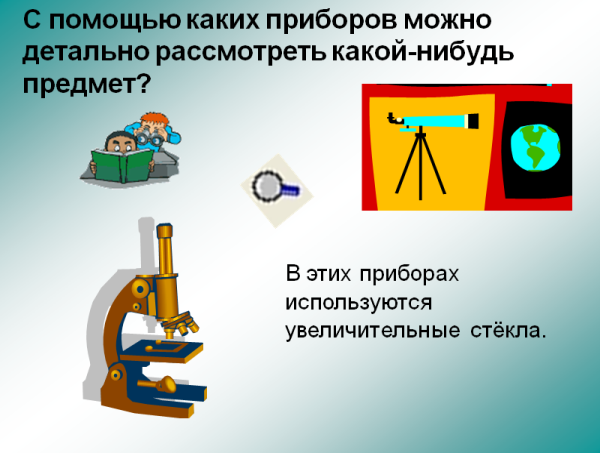 С помощью каких приборов можно
детально рассмотреть какой-нибудь
предмет?
В этих приборах
используются
увеличительные стёкла.